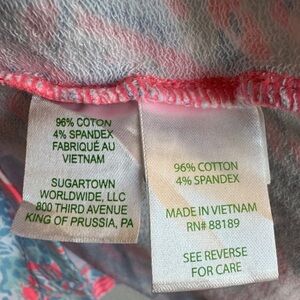 96% COTON
4% SPANDEX
FABRIQUÉ AU
VIETNAM
SUGARTOWN
WORLDWIDE, LLC
800 THIRD AVENUE
KING OF PRUSSIA, PA
96% COTTON
4% SPANDEX
MADE IN VIETNAM
RN# 88189
SEE REVERSE
FOR CARE